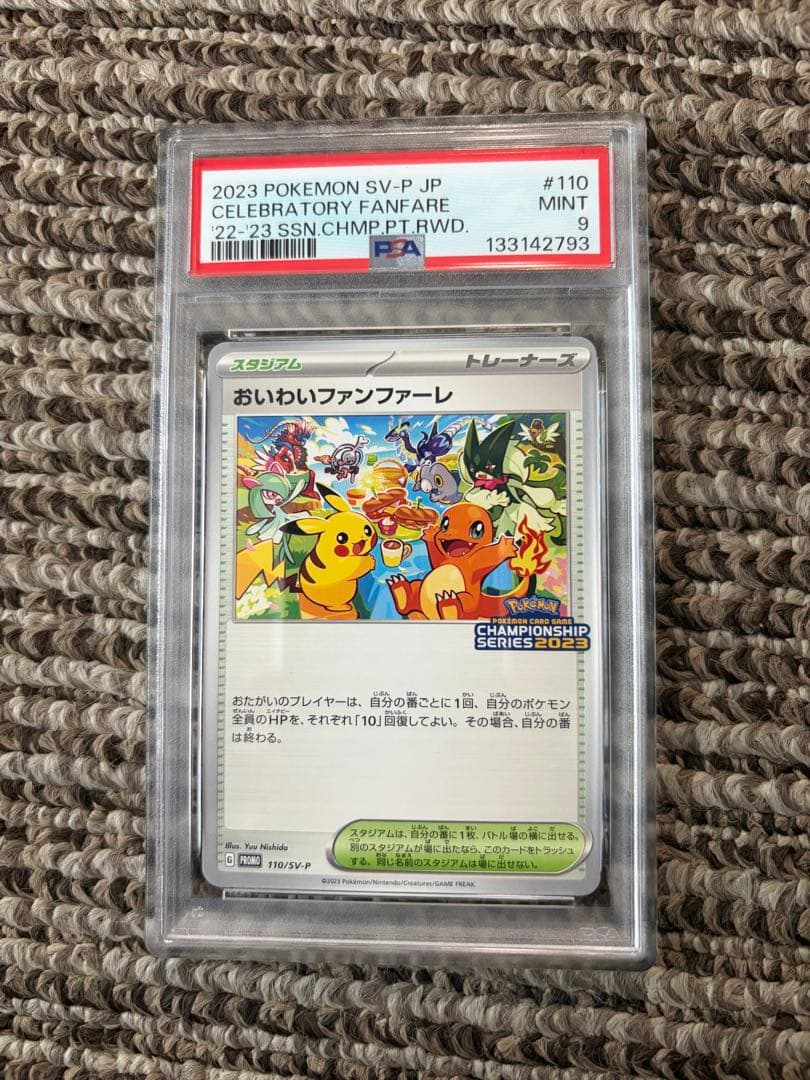 2023 POKEMON SV-P JP #110
CELEBRATORY FANFARE MINT
'22-'23 SSN.CHMP.PT.RWD. 9
PSA 133142793
スタジアム トレーナーズ
おいわいファンファーレ
Pokémon
POKÉMON CARD GAME
CHAMPIONSHIP
SERIES 2023
おたがいのプレイヤーは、自分の番ごとに1回、自分のポケモン
全員のHPを、それぞれ「10」回復してよい。その場合、自分の番
は終わる。
スタジアムは、自分の番に1枚、バトル場の横に出せる。
別のスタジアムが場に出たなら、このカードをトラッシュ
する。同じ名前のスタジアムは場に出せない。
Illus. Yuu Nishida
G PROMO 110/SV-P
©2023 Pokémon/Nintendo/Creatures/GAME FREAK